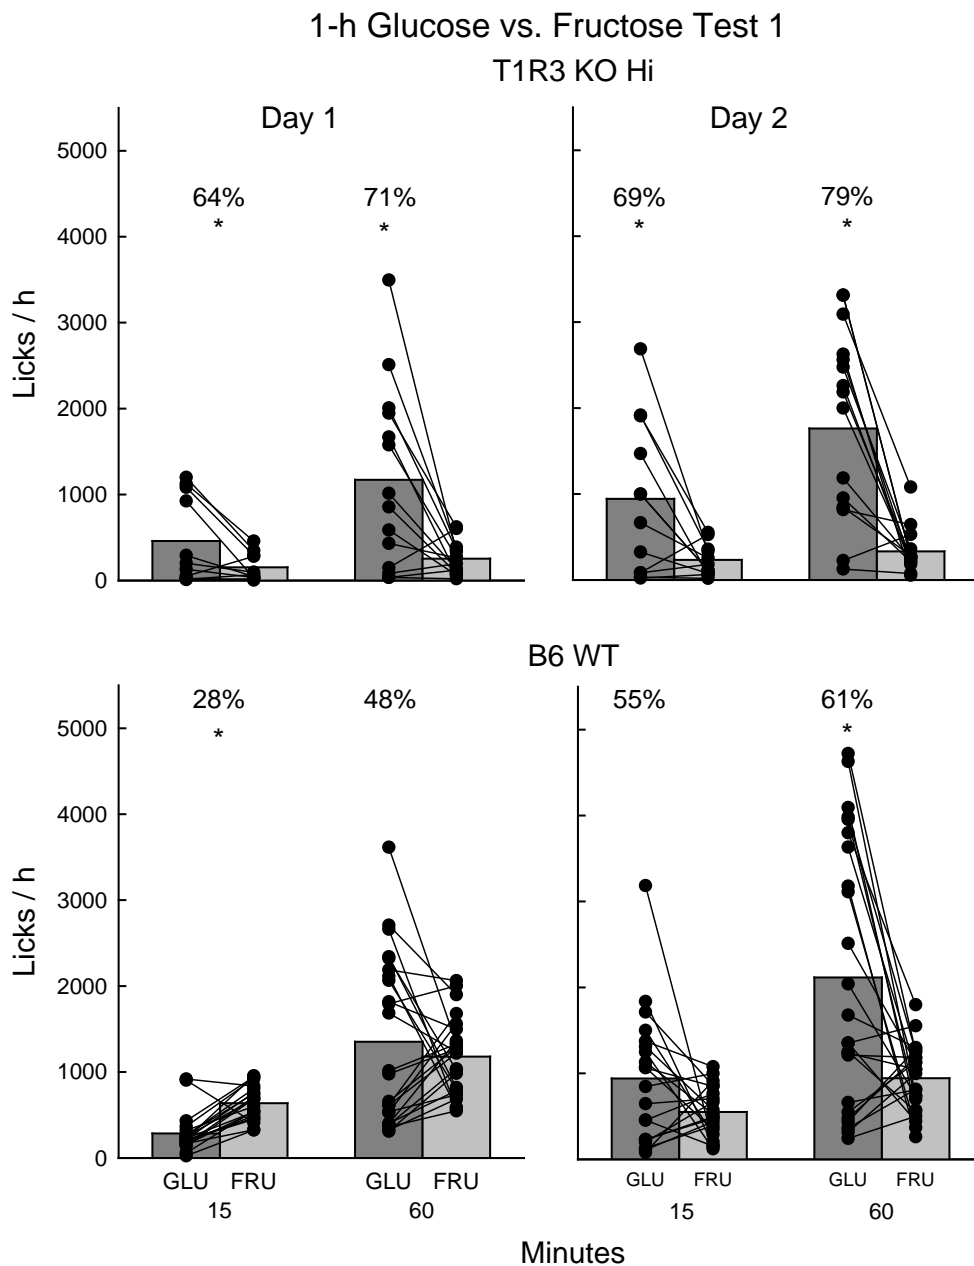 1-h Glucose vs. Fructose Test 1
T1R3 KO Hi
Day 1
Day 2
5000
4000
3000
2000
1000
0
Licks / h
64%
*
71%
*
69%
*
79%
*
B6 WT
5000
4000
3000
2000
1000
0
Licks / h
28%
*
48%
55%
61%
*
GLU FRU GLU FRU GLU FRU GLU FRU
15 60 15 60
Minutes